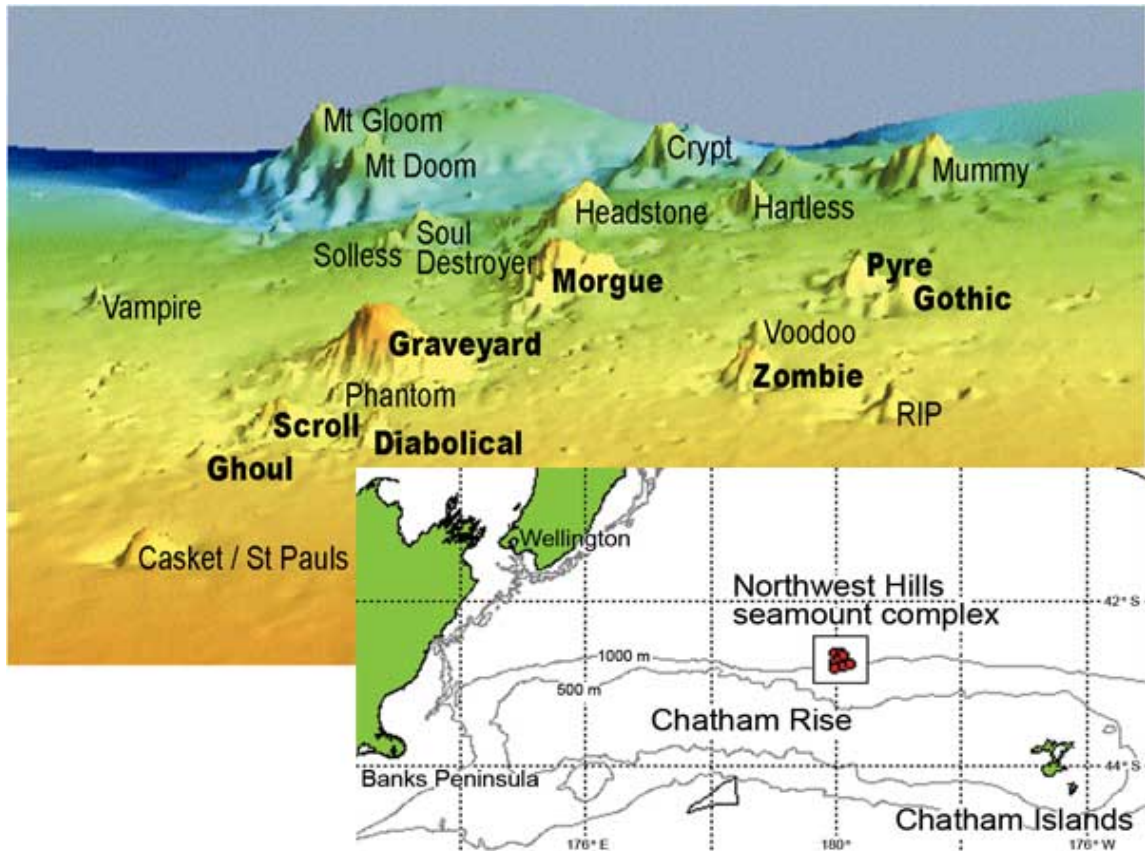 Mt Gloom
Mt Doom
Crypt
Mummy
Headstone
Hartless
Soul
Destroyer
Solless
Morgue
Pyre
Gothic
Vampire
Graveyard
Voodoo
Zombie
Phantom
RIP
Scroll
Diabolical
Ghoul
Casket / St Pauls
Wellington
Northwest Hills
seamount complex
42° S
1000 m
500 m
Chatham Rise
Banks Peninsula
44° S
Chatham Islands
176° E
180°
176° W